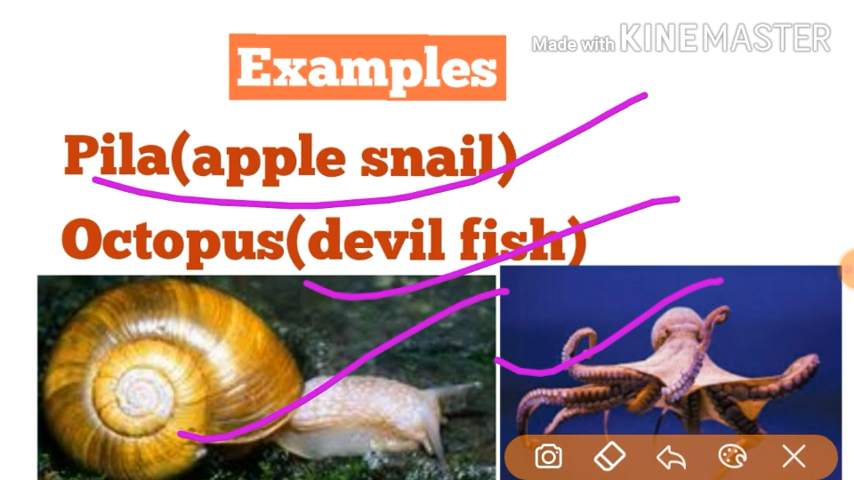 Made with KINEMASTER
Examples
Pila(apple snail)
Octopus(devil fish)